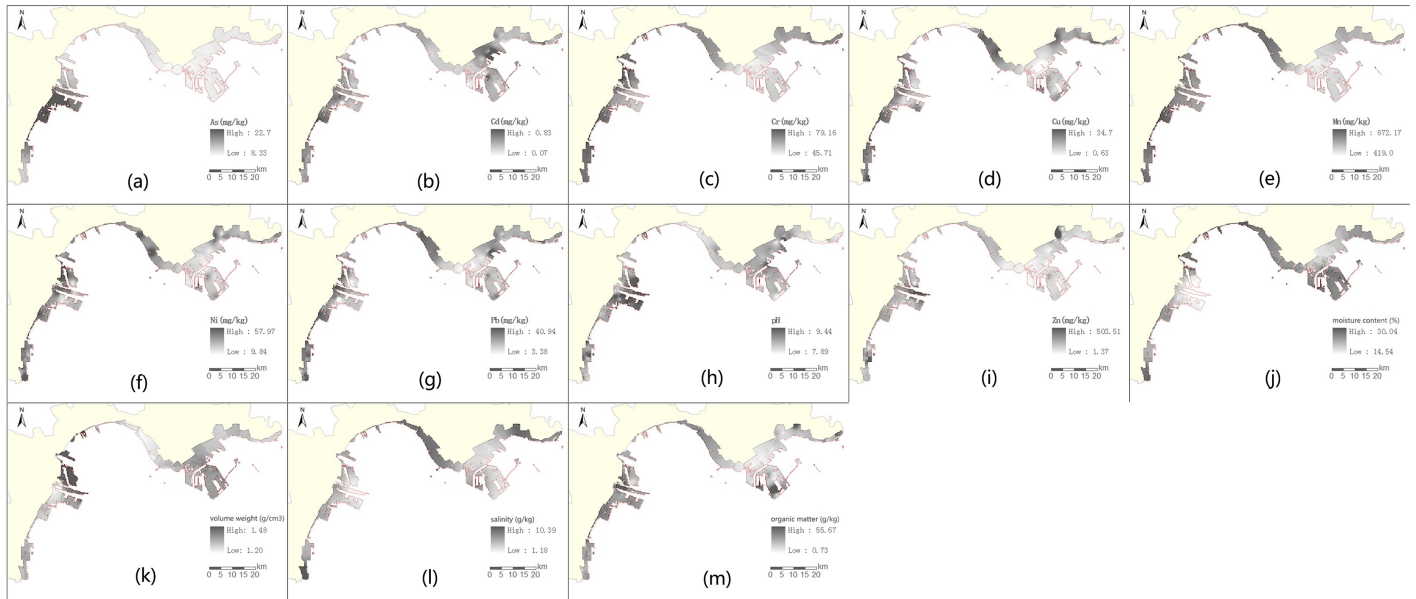 N
As(mg/kg)
High : 22.7
Low : 8.33
km
0 5 10 15 20
(a)
N
Cd(mg/kg)
High : 0.83
Low : 0.07
km
0 5 10 15 20
(b)
N
Cr(mg/kg)
High : 79.16
Low : 45.71
km
0 5 10 15 20
(c)
N
Cu(mg/kg)
High : 34.7
Low : 0.63
km
0 5 10 15 20
(d)
N
Mn(mg/kg)
High : 872.17
Low : 419.0
km
0 5 10 15 20
(e)
N
Ni(mg/kg)
High : 57.97
Low : 9.84
km
0 5 10 15 20
(f)
N
Pb(mg/kg)
High : 40.94
Low : 3.38
km
0 5 10 15 20
(g)
N
pH
High : 9.44
Low : 7.89
km
0 5 10 15 20
(h)
N
Zn(mg/kg)
High : 503.51
Low : 1.37
km
0 5 10 15 20
(i)
N
moisture content (%)
High : 30.04
Low : 14.54
km
0 5 10 15 20
(j)
N
volume weight (g/cm3)
High: 1.48
Low: 1.20
km
0 5 10 15 20
(k)
N
salinity (g/kg)
High : 10.39
Low : 1.18
km
0 5 10 15 20
(l)
N
organic matter (g/kg)
High : 55.67
Low : 0.73
km
0 5 10 15 20
(m)